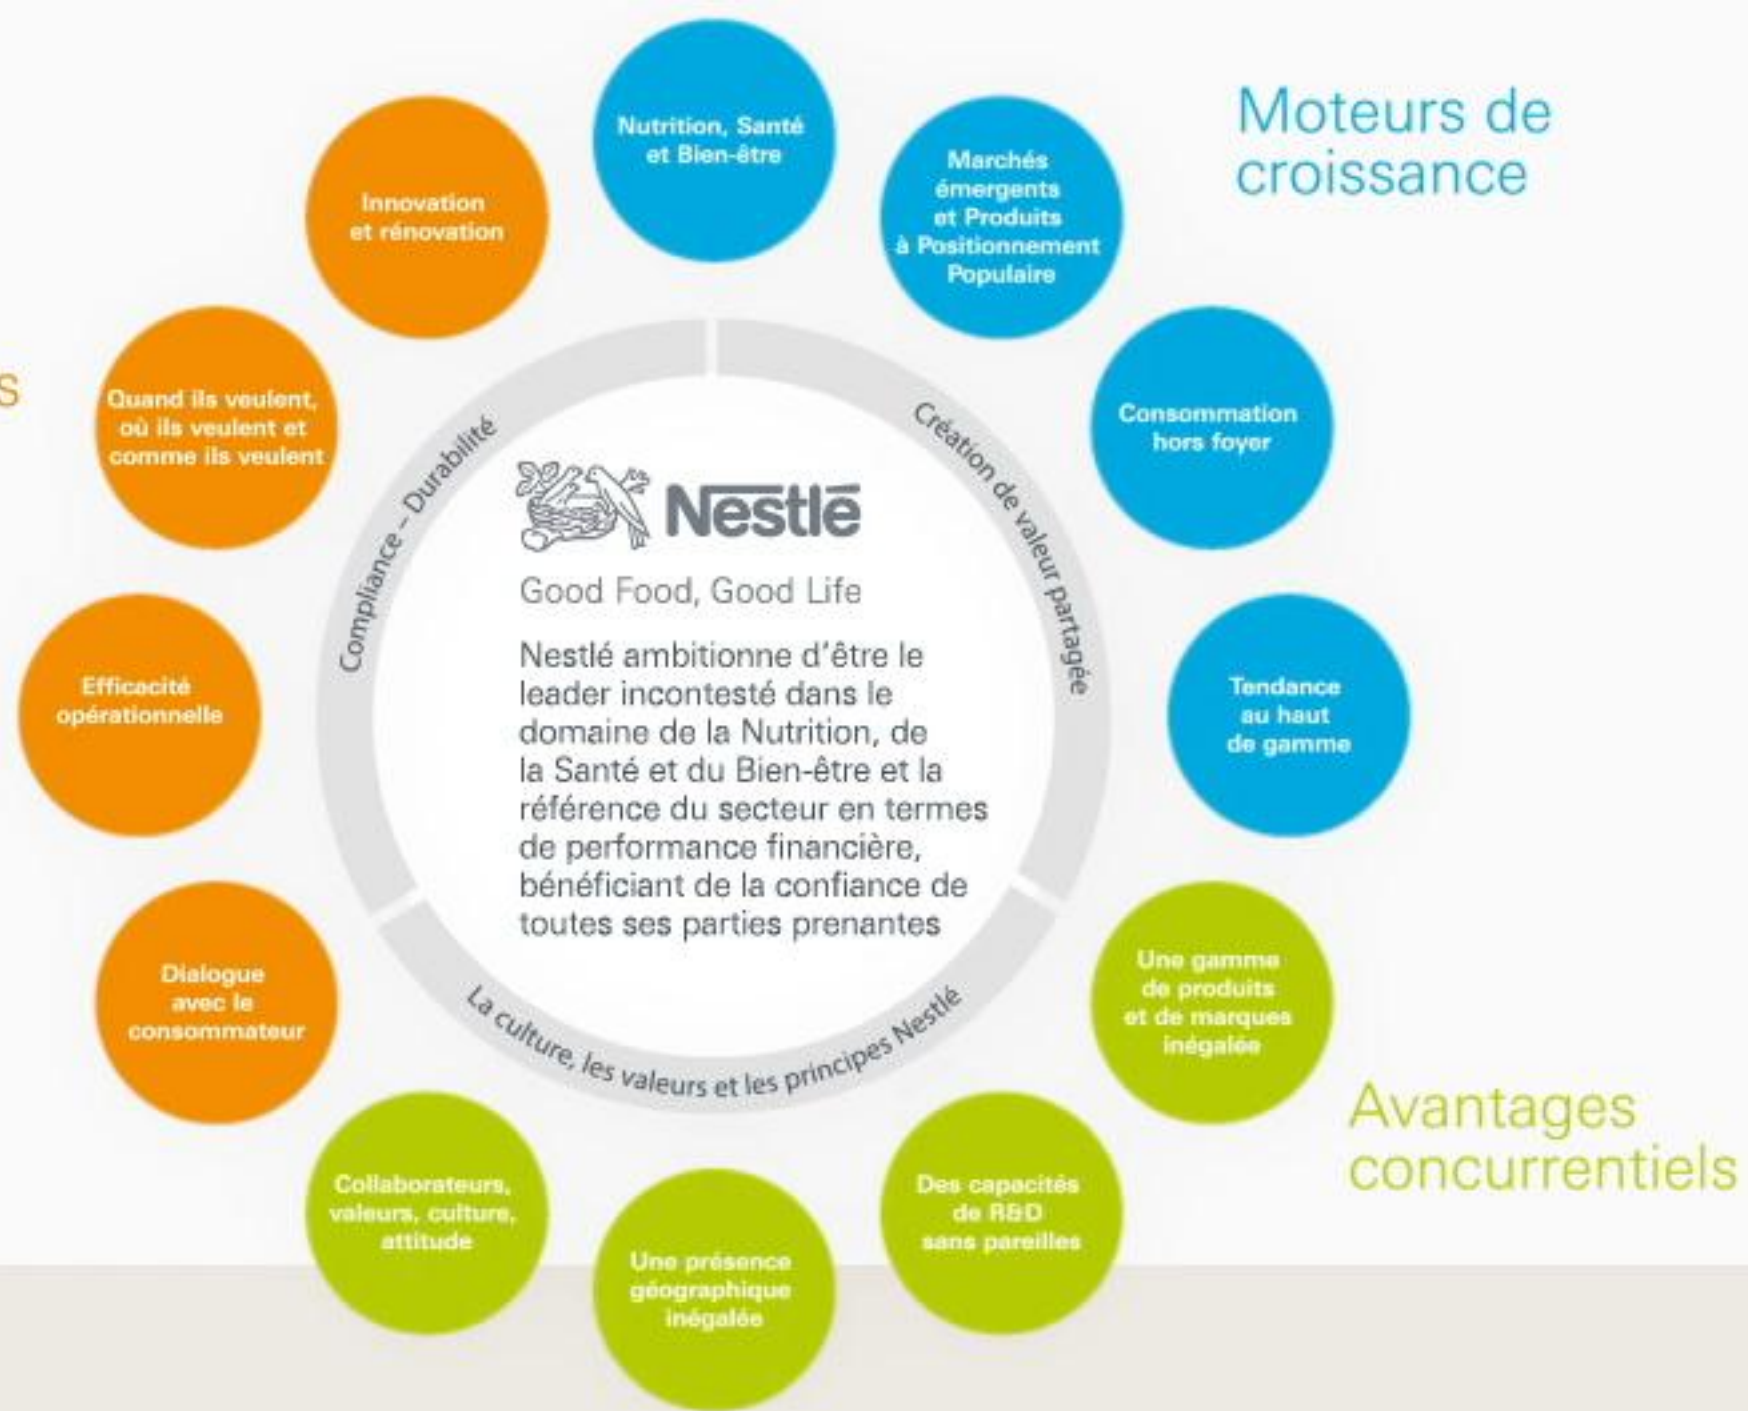 Nutrition, Santé
et Bien-être
Marchés
émergents
et Produits
à Positionnement
Populaire
Consommation
hors foyer
Tendance
au haut
de gamme
Moteurs de
croissance
Une gamme
de produits
et de marques
inégalée
Des capacités
de R&D
sans pareilles
Une présence
géographique
inégalée
Collaborateurs,
valeurs, culture,
attitude
Avantages
concurrentiels
Dialogue
avec le
consommateur
Efficacité
opérationnelle
Quand ils veulent,
où ils veulent et
comme ils veulent
Innovation
et rénovation
s
Compliance – Durabilité
Création de valeur partagée
La culture, les valeurs et les principes Nestlé
Nestlé
Good Food, Good Life
Nestlé ambitionne d'être le
leader incontesté dans le
domaine de la Nutrition, de
la Santé et du Bien-être et la
référence du secteur en termes
de performance financière,
bénéficiant de la confiance de
toutes ses parties prenantes